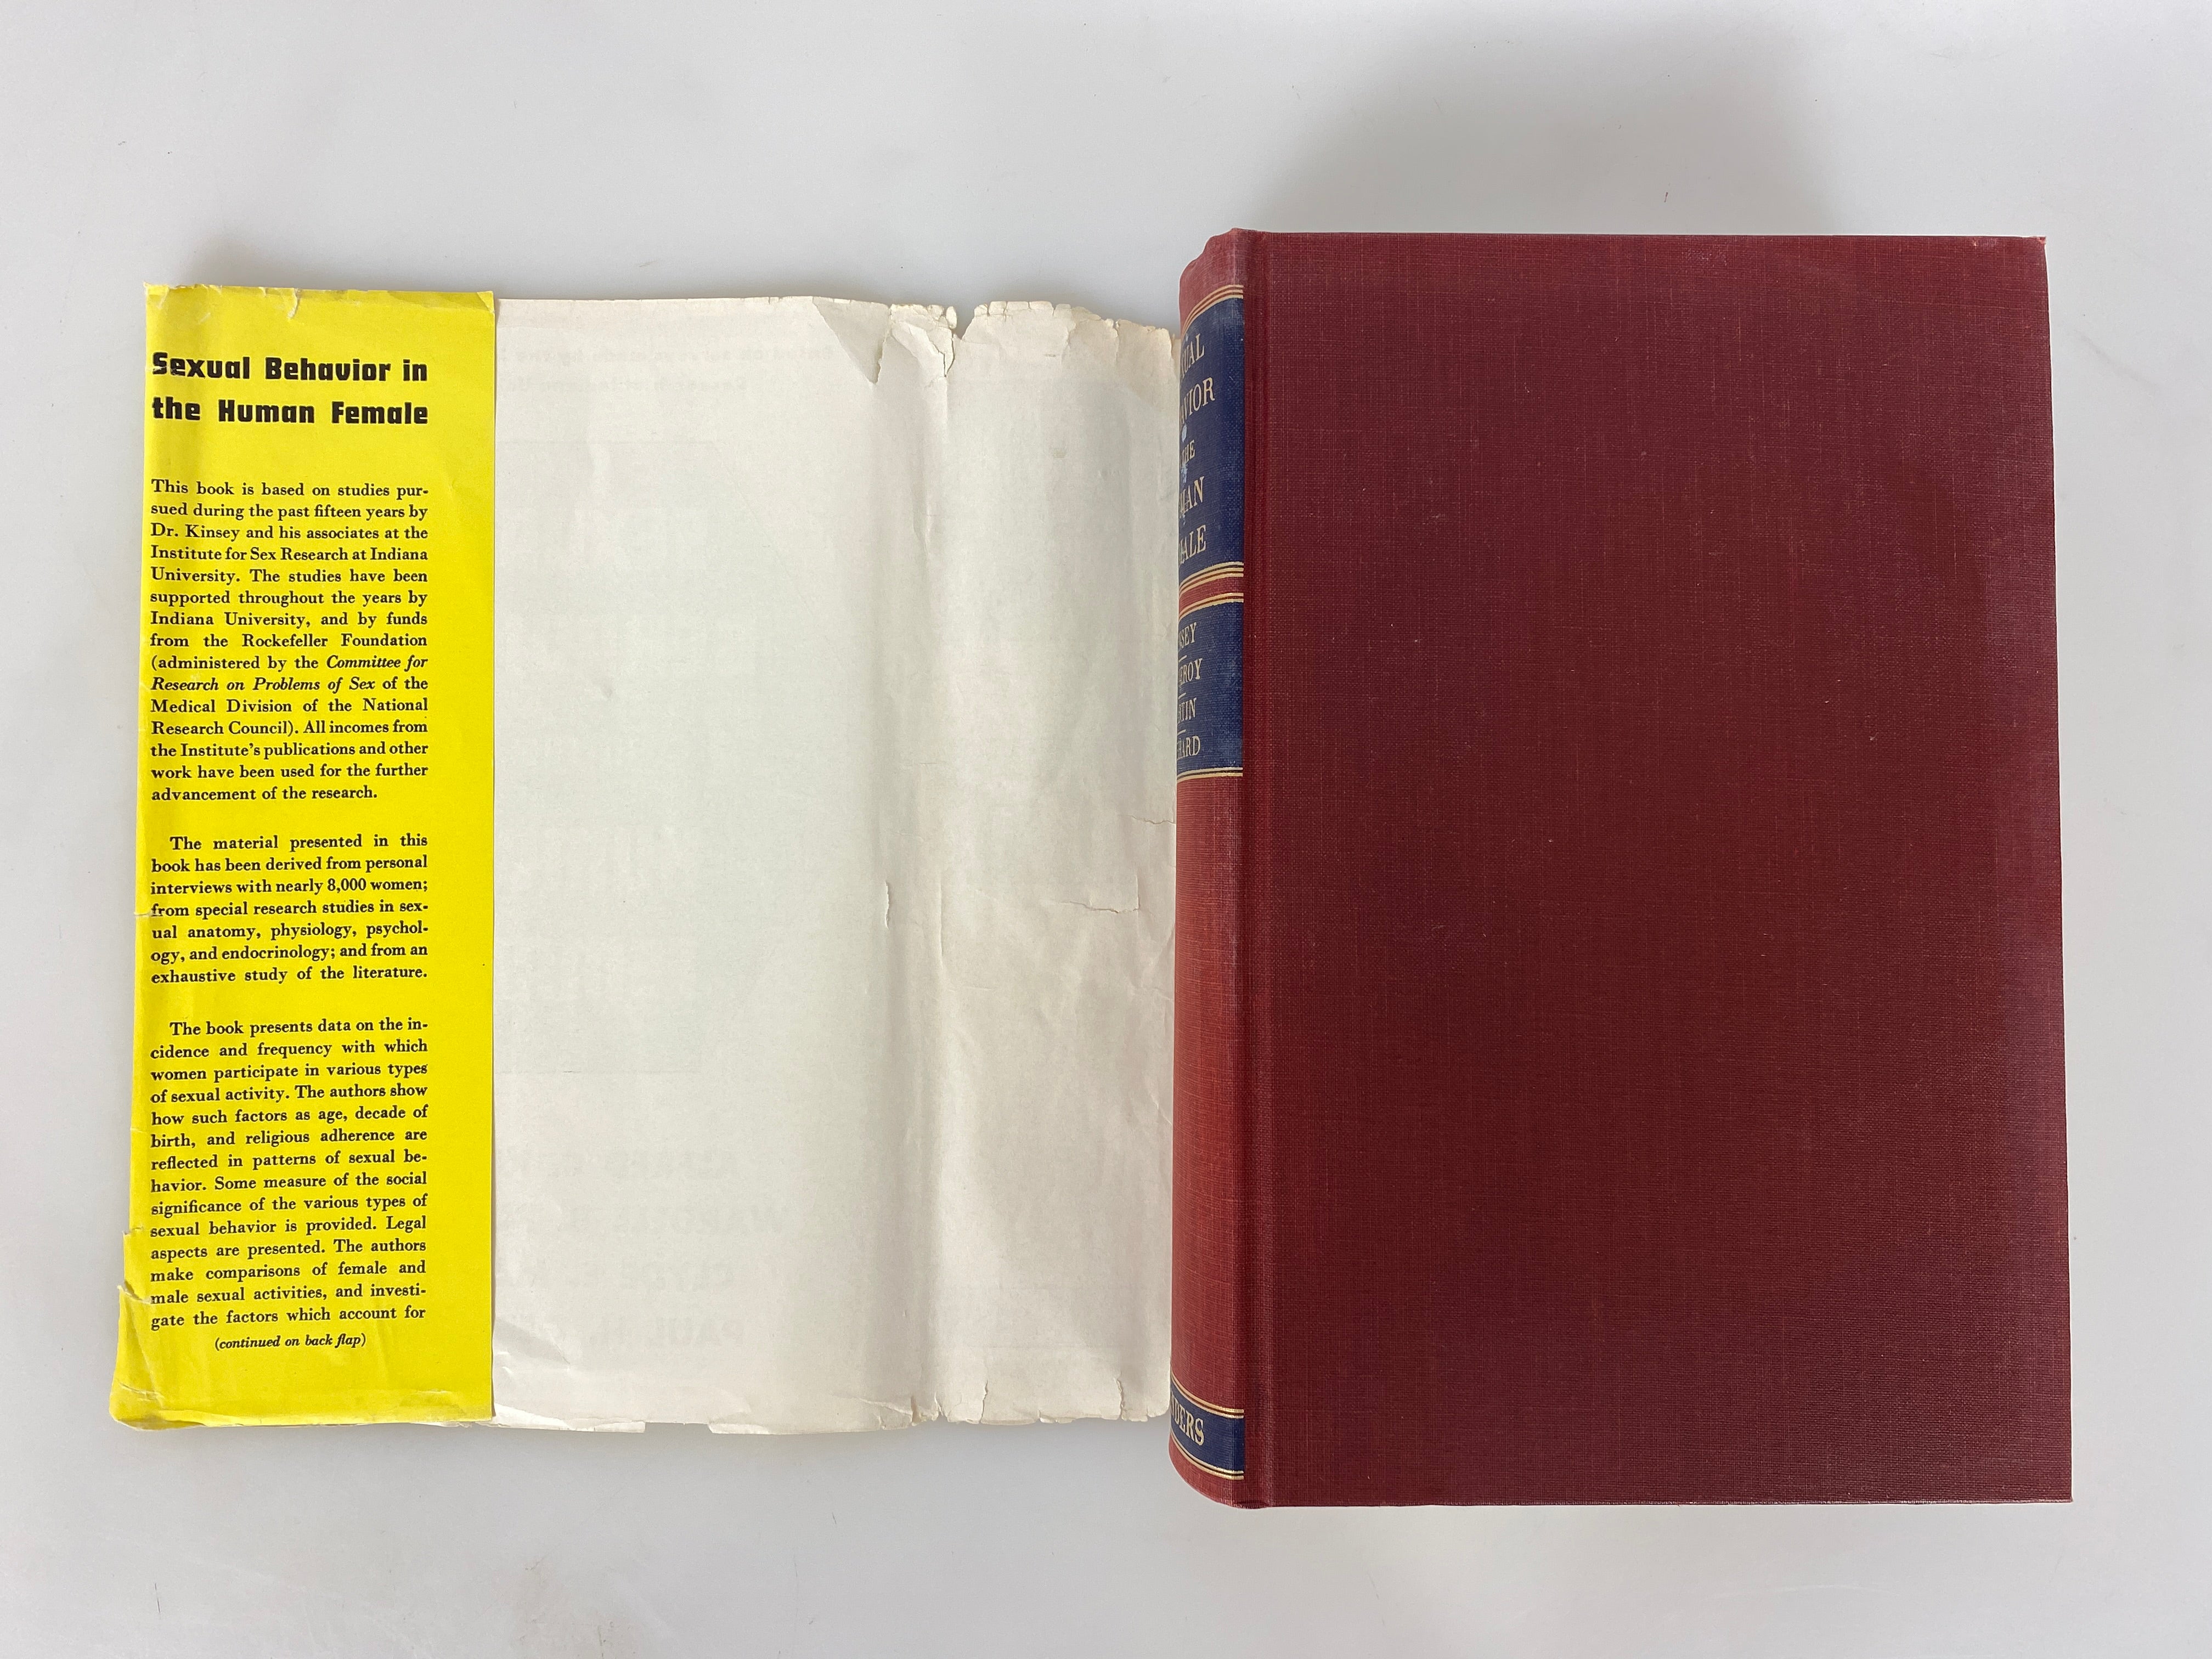 Sexual Behavior in
the Human Female
This book is based on studies pur-
sued during the past fifteen years by
Dr. Kinsey and his associates at the
Institute for Sex Research at Indiana
University. The studies have been
supported throughout the years by
Indiana University, and by funds
from the Rockefeller Foundation
(administered by the Committee for
Research on Problems of Sex of the
Medical Division of the National
Research Council). All incomes from
the Institute's publications and other
work have been used for the further
advancement of the research.
The material presented in this
book has been derived from personal
interviews with nearly 8,000 women;
from special research studies in sex-
ual anatomy, physiology, psychol-
ogy, and endocrinology; and from an
exhaustive study of the literature.
The book presents data on the in-
cidence and frequency with which
women participate in various types
of sexual activity. The authors show
how such factors as age, decade of
birth, and religious adherence are
reflected in patterns of sexual be-
havior. Some measure of the social
significance of the various types of
sexual behavior is provided. Legal
aspects are presented. The authors
make comparisons of female and
male sexual activities, and investi-
gate the factors which account for
(continued on back flap)